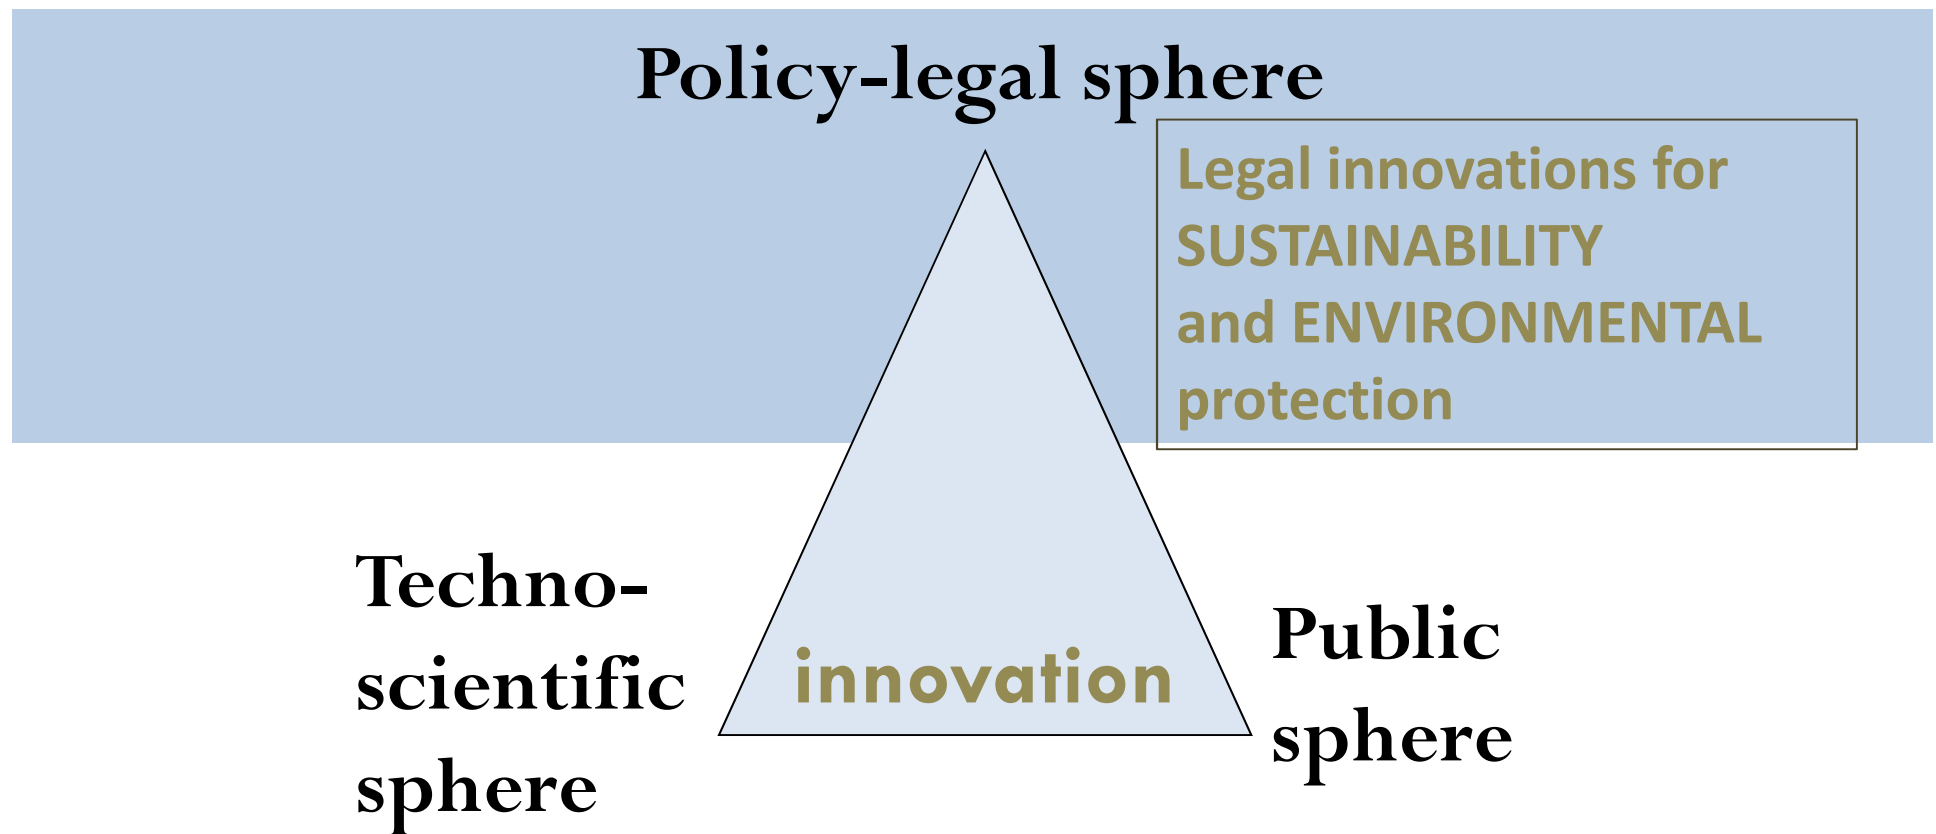 Policy-legal sphere
Legal innovations for
SUSTAINABILITY
and ENVIRONMENTAL
protection
Techno-
scientific
sphere
innovation
Public
sphere